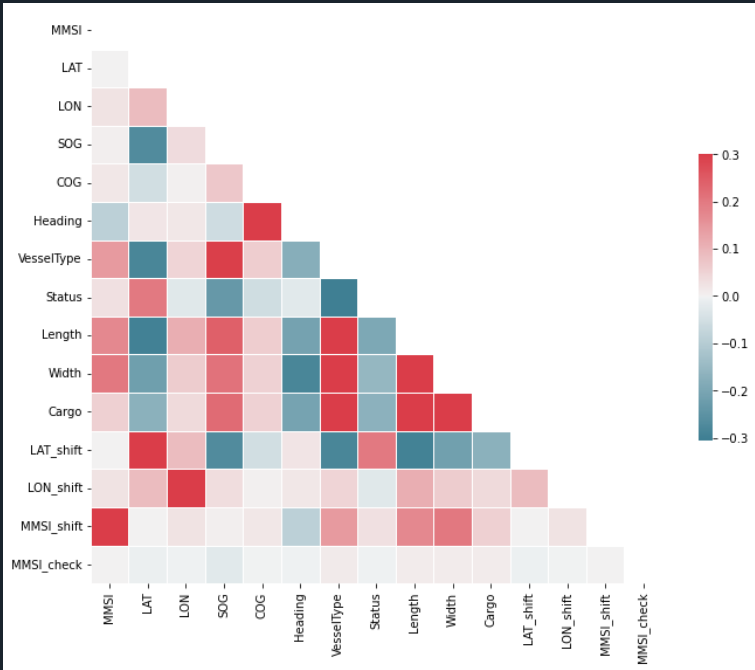 MMSI
LAT
LON
SOG
COG
Heading
VesselType
Status
Length
Width
Cargo
LAT_shift
LON_shift
MMSI_shift
MMSI_check
0.3
0.2
0.1
0.0
−0.1
−0.2
−0.3
MMSI
LAT
LON
SOG
COG
Heading
VesselType
Status
Length
Width
Cargo
LAT_shift
LON_shift
MMSI_shift
MMSI_check